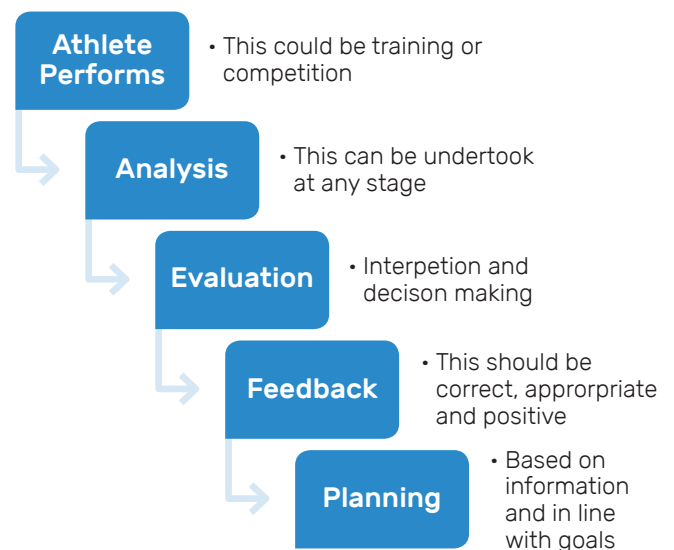 Athlete
Performs
• This could be training or
competition
Analysis
• This can be undertook
at any stage
Evaluation
• Interpetion and
decison making
Feedback
• This should be
correct, approrpriate
and positive
Planning
• Based on
information
and in line
with goals